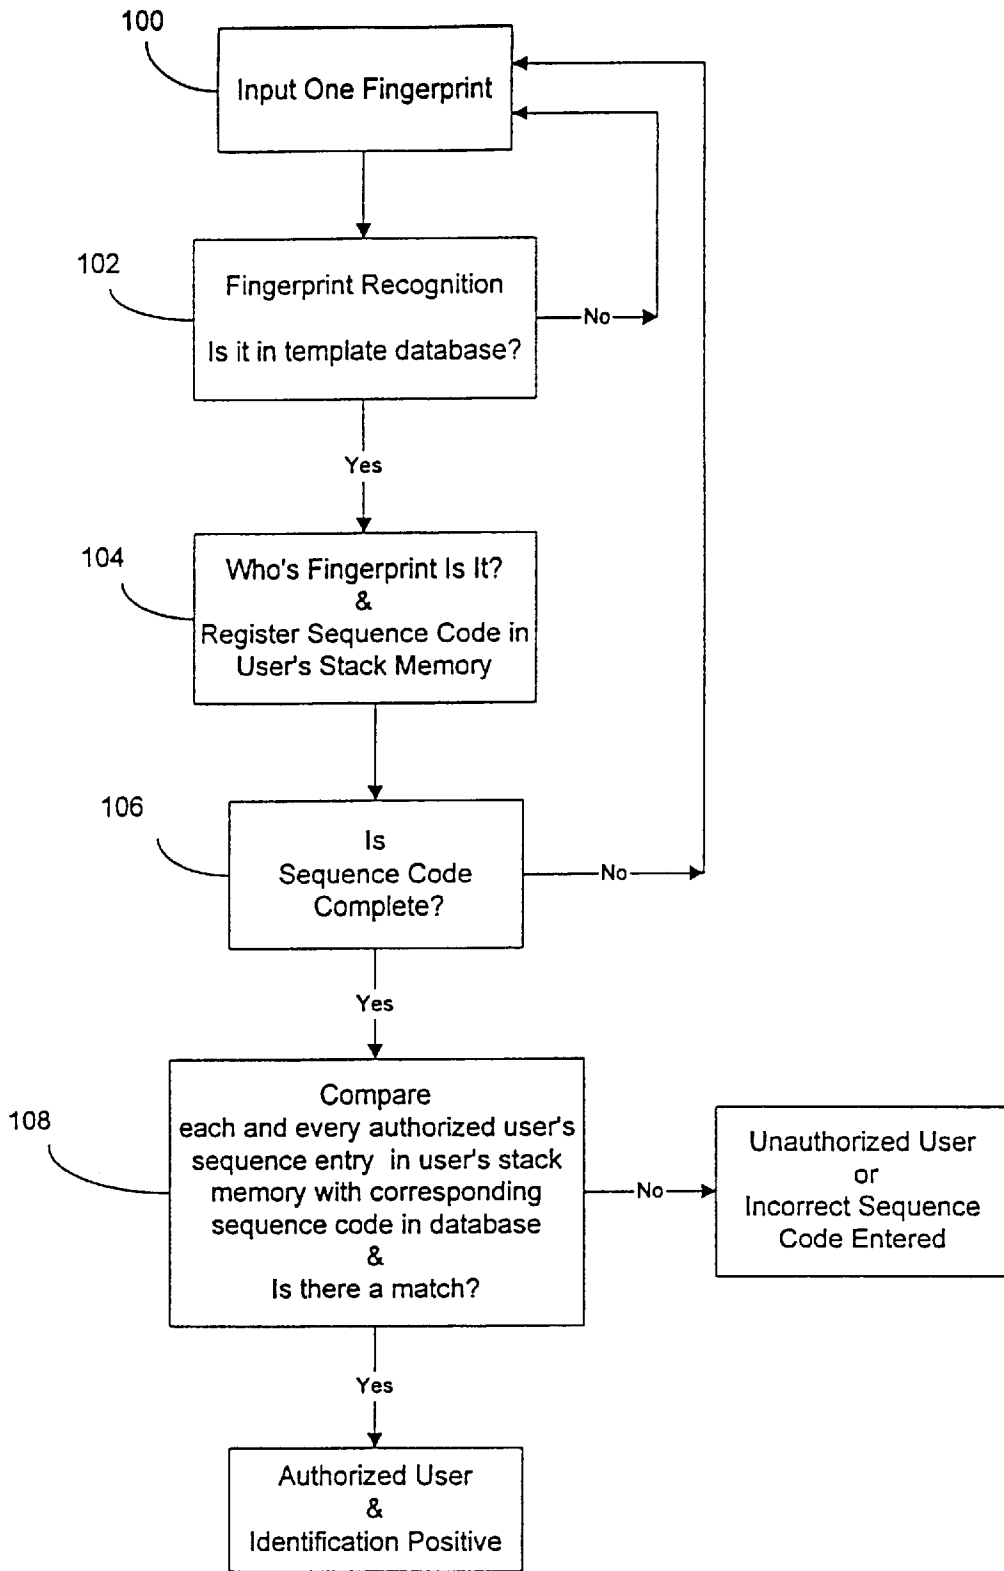 100
Input One Fingerprint
102
Fingerprint Recognition
Is it in template database?
No
Yes
104
Who's Fingerprint Is It?
&
Register Sequence Code in
User's Stack Memory
106
Is
Sequence Code
Complete?
No
Yes
108
Compare
each and every authorized user's
sequence entry in user's stack
memory with corresponding
sequence code in database
&
Is there a match?
No
Unauthorized User
or
Incorrect Sequence
Code Entered
Yes
Authorized User
&
Identification Positive